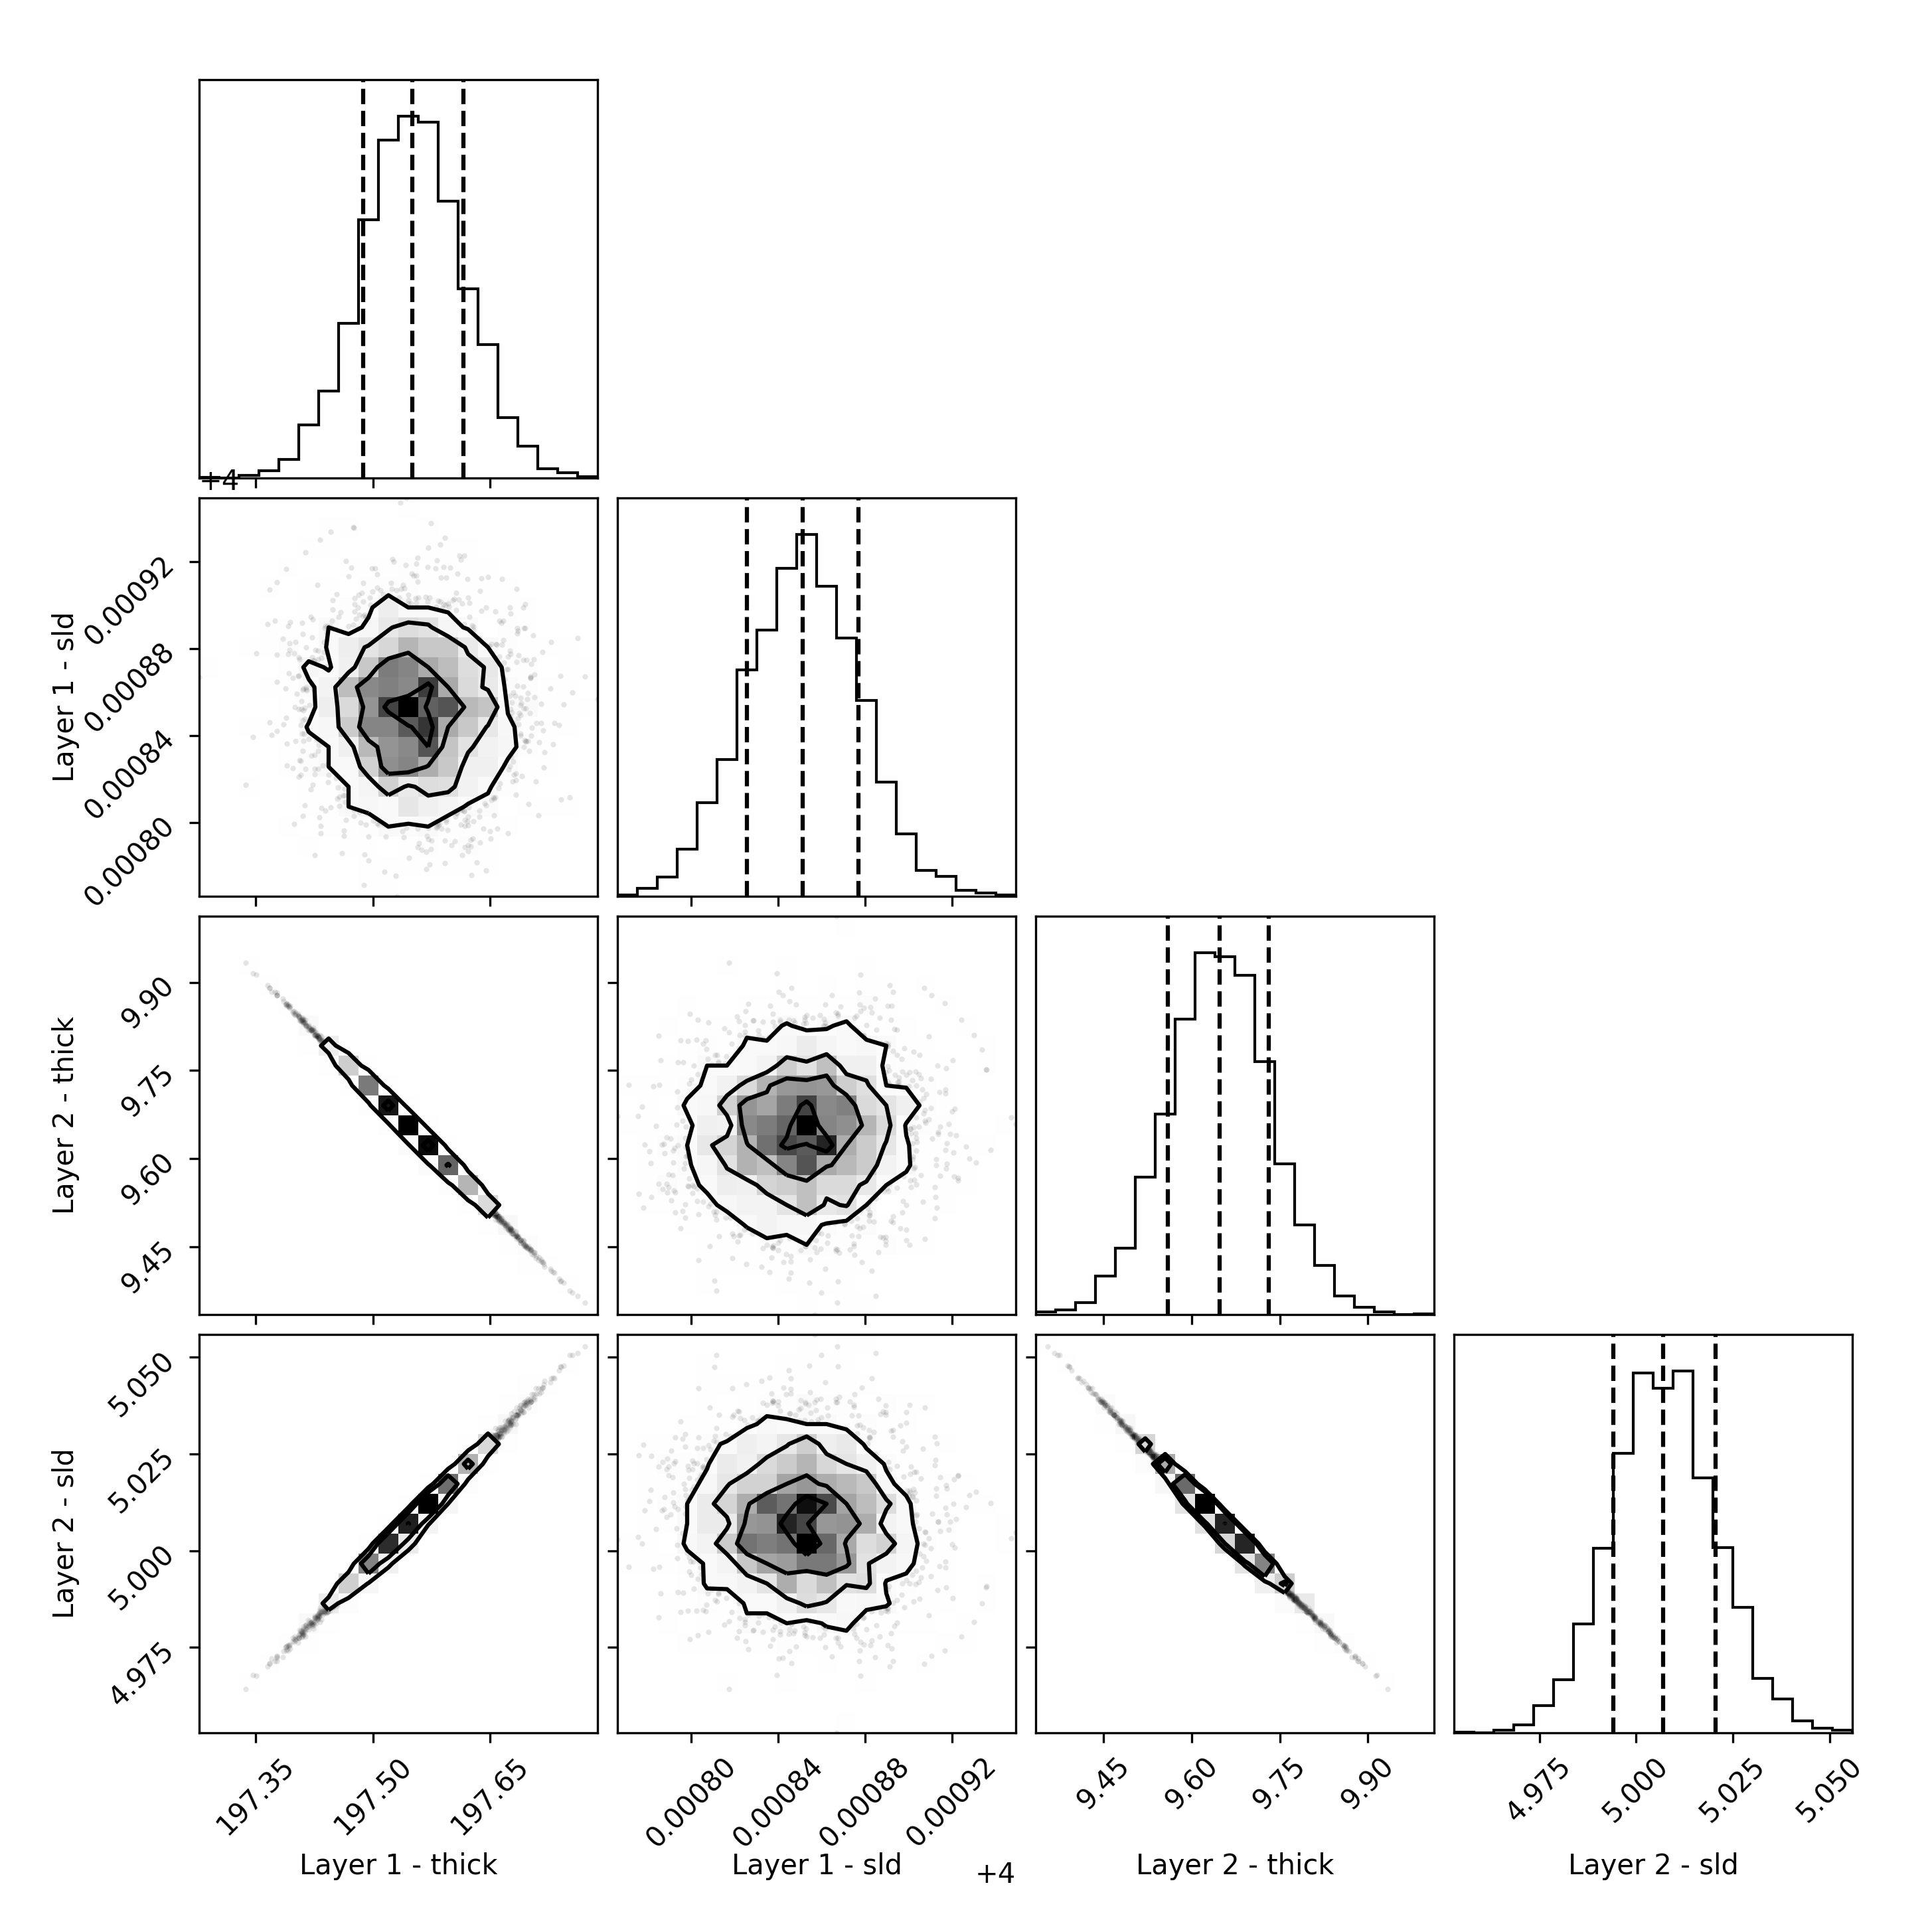 +4
0.00092
0.00088
0.00084
0.00080
Layer 1 - sld
9.90
9.75
9.60
9.45
Layer 2 - thick
5.050
5.025
5.000
4.975
Layer 2 - sld
197.35 197.50 197.65 0.00080 0.00084 0.00088 0.00092 9.45 9.60 9.75 9.90 4.975 5.000 5.025 5.050
Layer 1 - thick Layer 1 - sld +4 Layer 2 - thick Layer 2 - sld